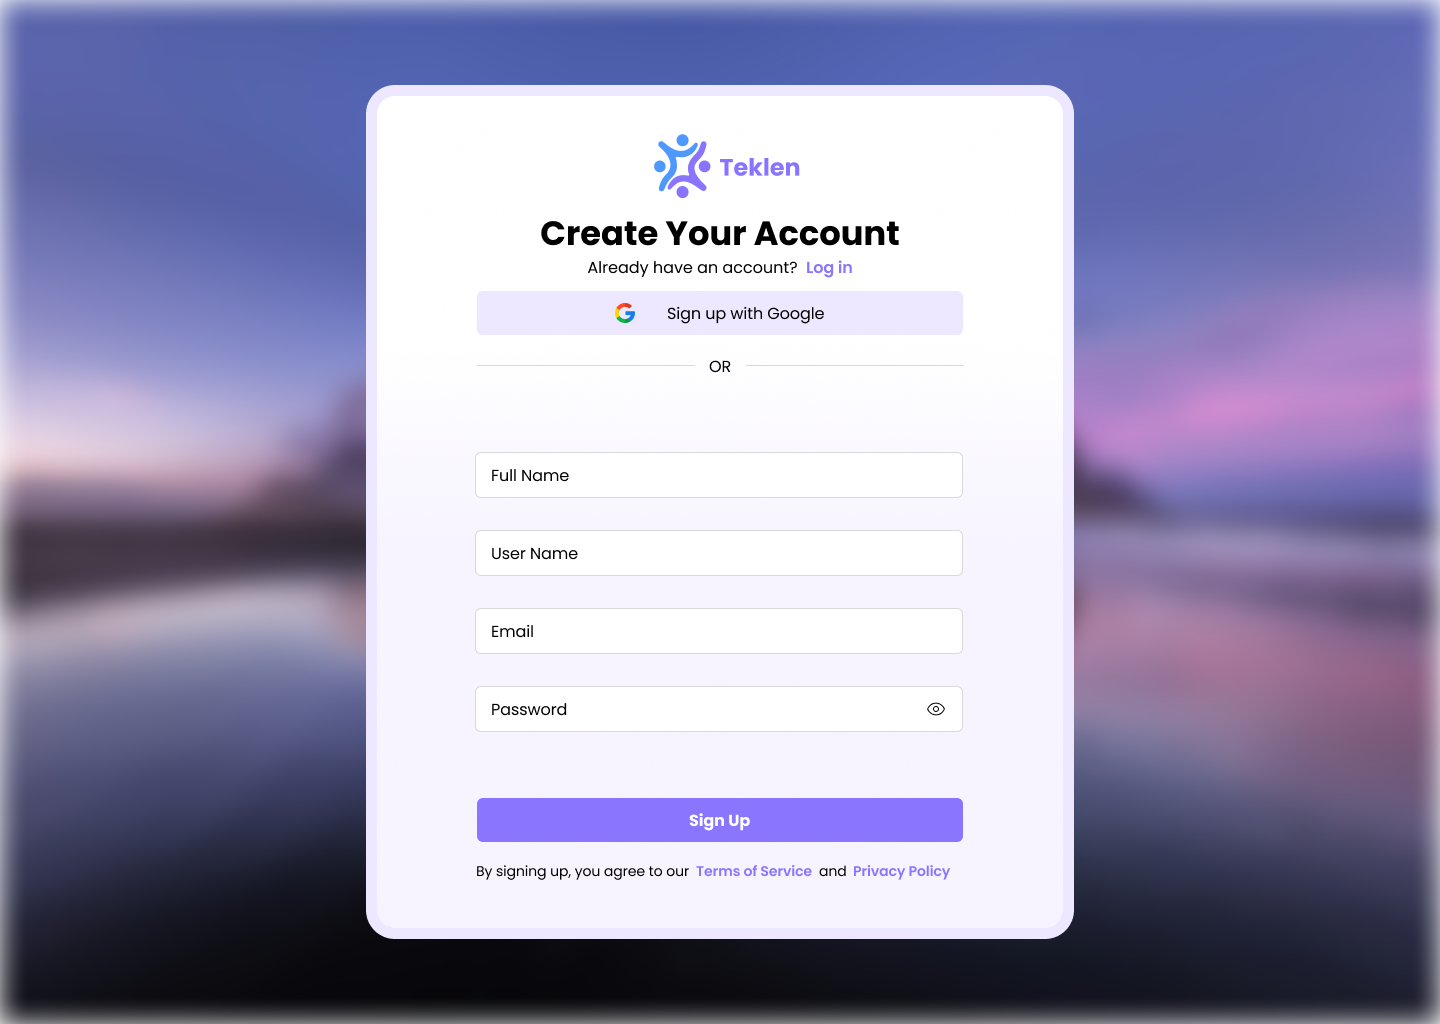 Teklen
Create Your Account
Already have an account? Log in
Sign up with Google
OR
Full Name
User Name
Email
Password
Sign Up
By signing up, you agree to our Terms of Service and Privacy Policy